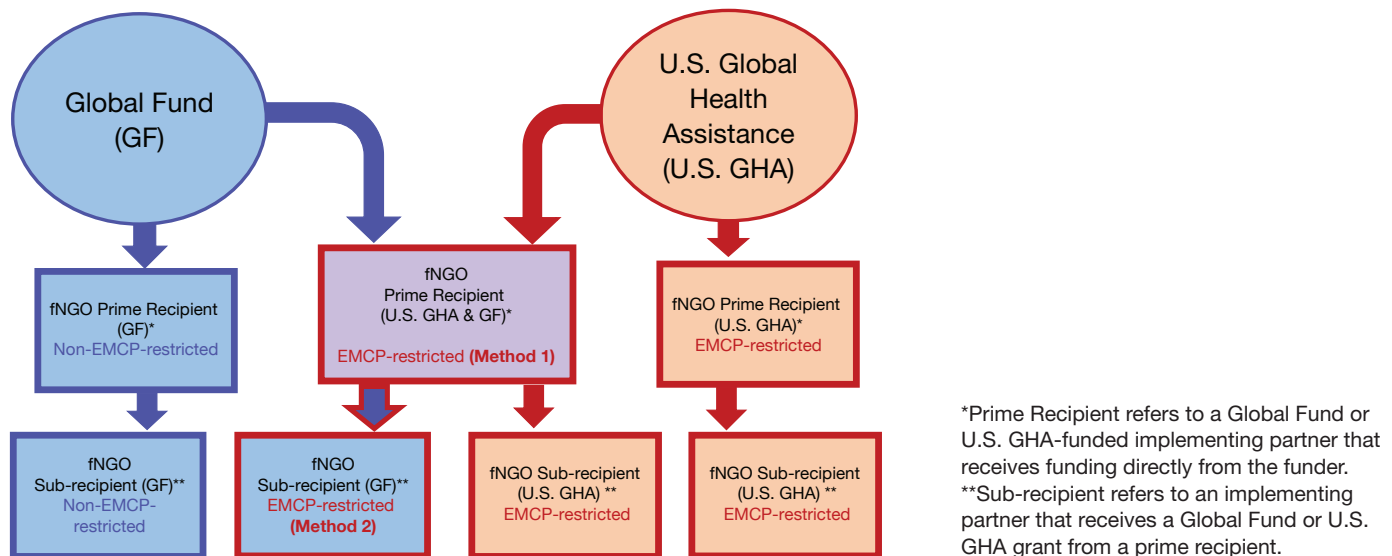 Global Fund
(GF)
U.S. Global
Health
Assistance
(U.S. GHA)
fNGO Prime Recipient
(GF)*
Non-EMCP-restricted
fNGO
Prime Recipient
(U.S. GHA & GF)*
EMCP-restricted (Method 1)
fNGO Prime Recipient
(U.S. GHA)*
EMCP-restricted
fNGO
Sub-recipient (GF)**
Non-EMCP-
restricted
fNGO
Sub-recipient (GF)**
EMCP-restricted
(Method 2)
fNGO Sub-recipient
(U.S. GHA) **
EMCP-restricted
fNGO Sub-recipient
(U.S. GHA) **
EMCP-restricted
*Prime Recipient refers to a Global Fund or
U.S. GHA-funded implementing partner that
receives funding directly from the funder.
**Sub-recipient refers to an implementing
partner that receives a Global Fund or U.S.
GHA grant from a prime recipient.